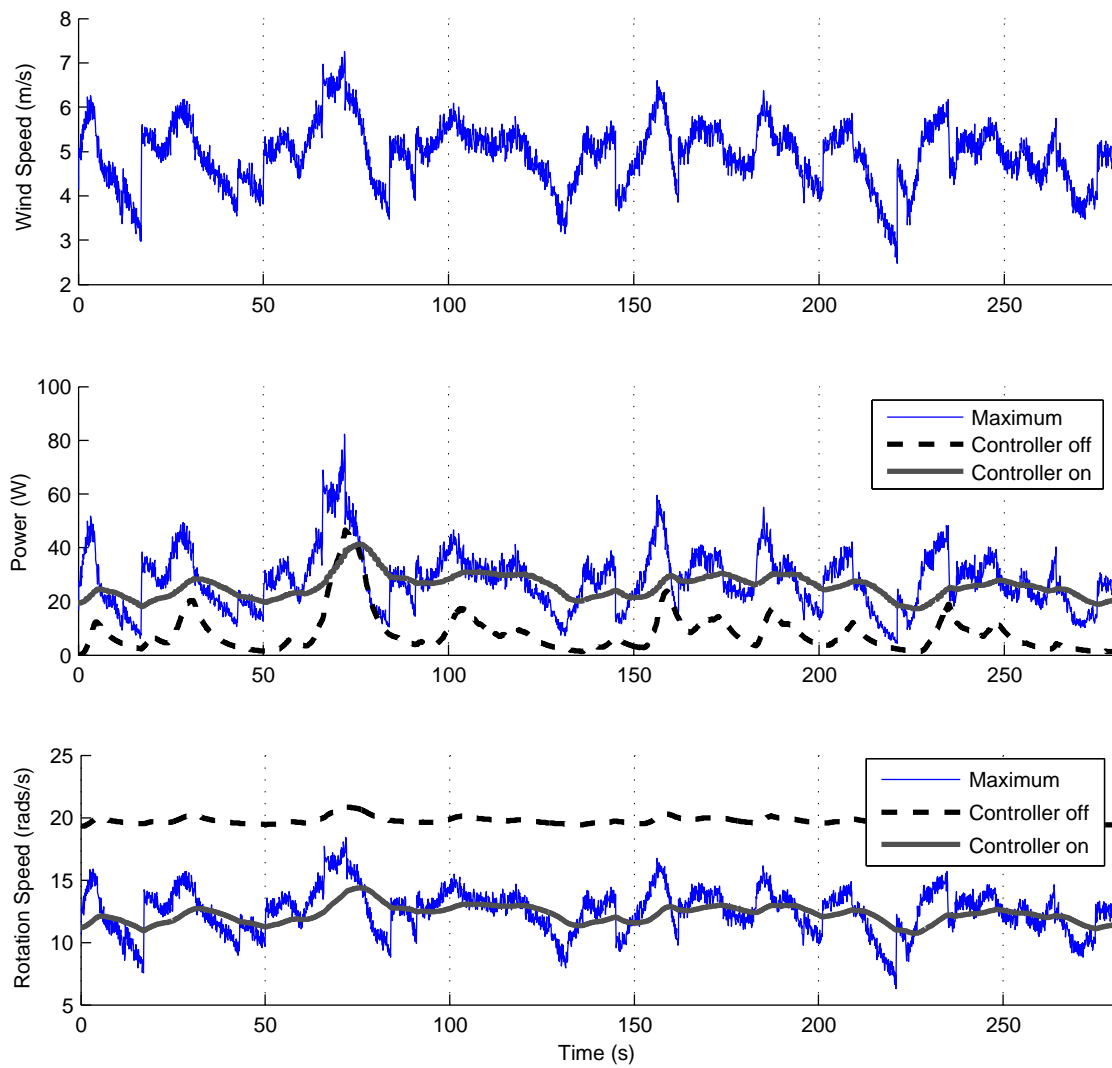 8
7
6
5
4
3
2
Wind Speed (m/s)
0 50 100 150 200 250
100
80
60
40
20
0
Power (W)
Maximum
Controller off
Controller on
0 50 100 150 200 250
25
20
15
10
5
Rotation Speed (rads/s)
Maximum
Controller off
Controller on
0 50 100 150 200 250
Time (s)